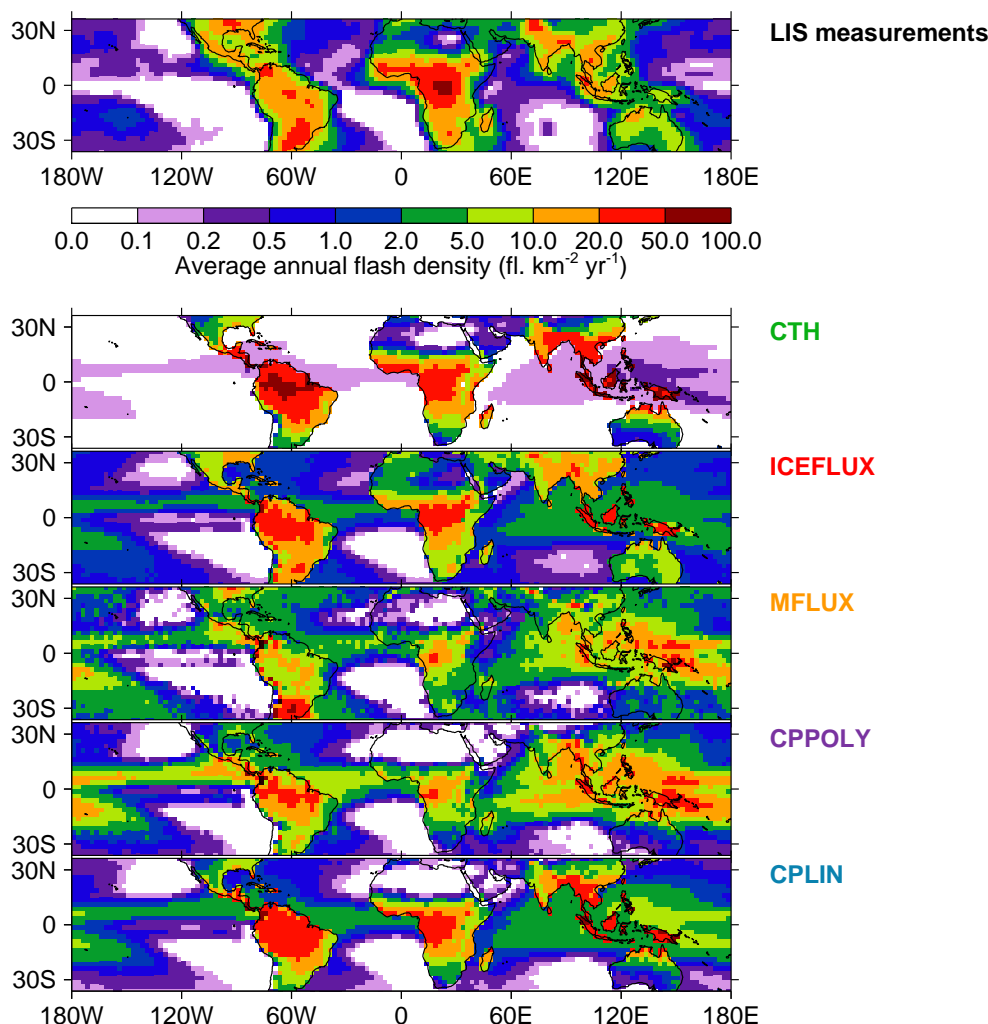 30N
LIS measurements
0
30S
180W 120W 60W 0 60E 120E 180E
0.0 0.1 0.2 0.5 1.0 2.0 5.0 10.0 20.0 50.0 100.0
Average annual flash density (fl. km⁻² yr⁻¹)
30N
CTH
0
30S
30N
ICEFLUX
0
30S
30N
MFLUX
0
30S
30N
CPPOLY
0
30S
30N
CPLIN
0
30S
180W 120W 60W 0 60E 120E 180E